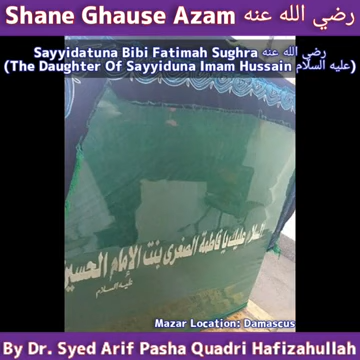 Shane Ghause Azam رضي الله عنه
Sayyidatuna Bibi Fatimah Sughra رضي الله عنه
(The Daughter Of Sayyiduna Imam Hussain عليه السلام)
السلام عليك يا فاطمة الصغرى بنت الإمام الحسين
عليه السلام
Mazar Location: Damascus
By Dr. Syed Arif Pasha Quadri Hafizahullah